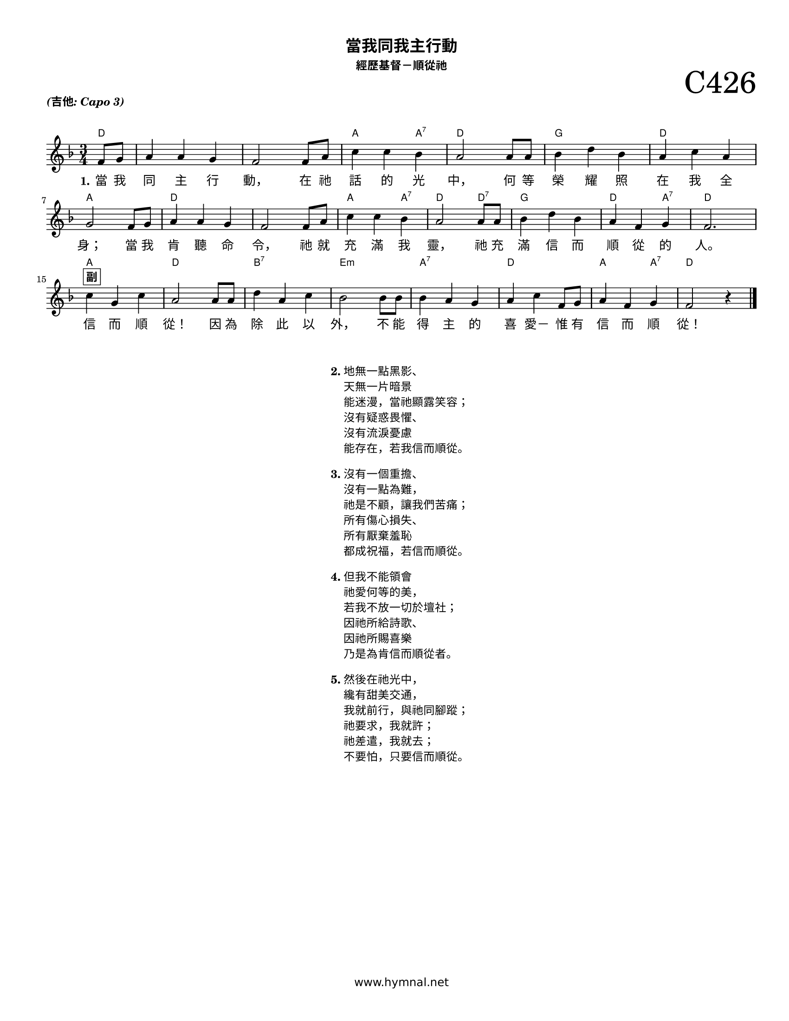 當我同我主行動
經歷基督－順從祂
C426
(吉他: Capo 3)
D A A7 D G D
3
4
1. 當 我 同 主 行 動， 在 祂 話 的 光 中， 何 等 榮 耀 照 在 我 全
7
A D A A7 D D7 G D A7 D
身； 當 我 肯 聽 命 令， 祂 就 充 滿 我 靈， 祂 充 滿 信 而 順 從 的 人。
15
副
A D B7 Em A7 D A A7 D
信 而 順 從！ 因 為 除 此 以 外， 不 能 得 主 的 喜 愛－ 惟 有 信 而 順 從！
2. 地無一點黑影、
天無一片暗景
能迷漫，當祂顯露笑容；
沒有疑惑畏懼、
沒有流淚憂慮
能存在，若我信而順從。
3. 沒有一個重擔、
沒有一點為難，
祂是不顧，讓我們苦痛；
所有傷心損失、
所有厭棄羞恥
都成祝福，若信而順從。
4. 但我不能領會
祂愛何等的美，
若我不放一切於壇社；
因祂所給詩歌、
因祂所賜喜樂
乃是為肯信而順從者。
5. 然後在祂光中，
纔有甜美交通，
我就前行，與祂同腳蹤；
祂要求，我就許；
祂差遣，我就去；
不要怕，只要信而順從。
www.hymnal.net